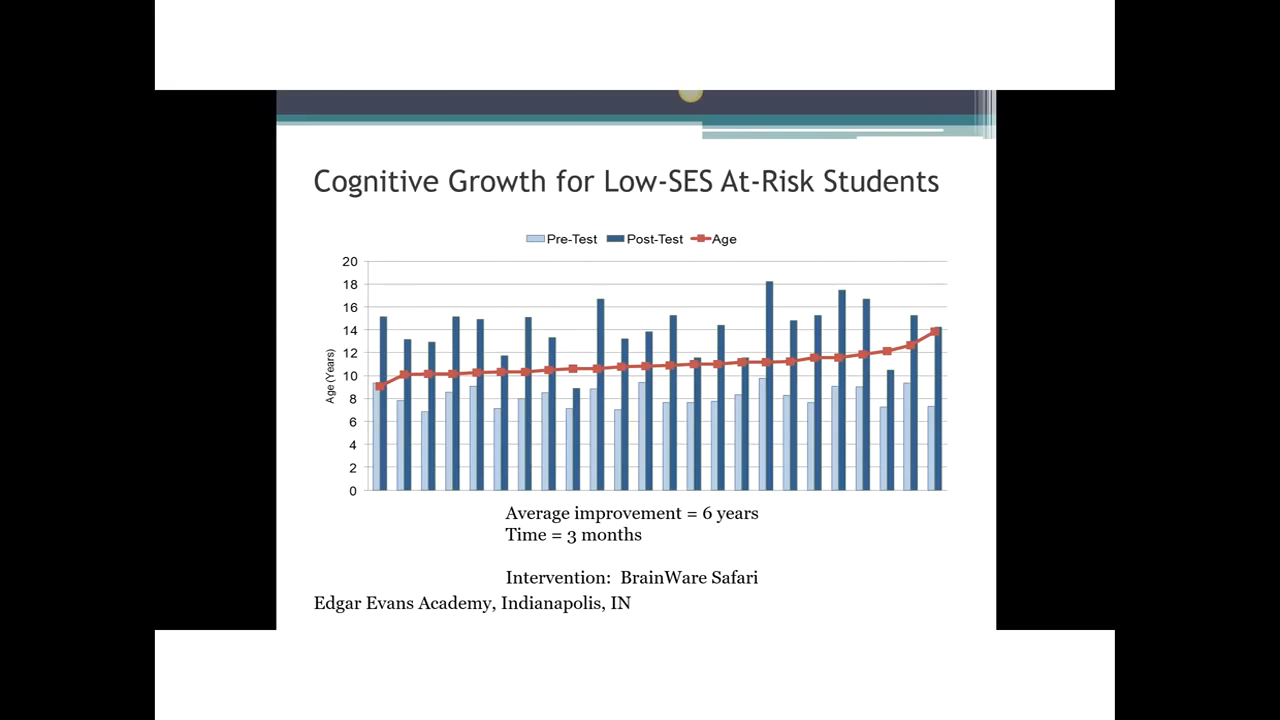 Cognitive Growth for Low-SES At-Risk Students
Pre-Test Post-Test Age
20
18
16
14
12
10
8
6
4
2
0
Age (Years)
Average improvement = 6 years
Time = 3 months
Intervention: BrainWare Safari
Edgar Evans Academy, Indianapolis, IN